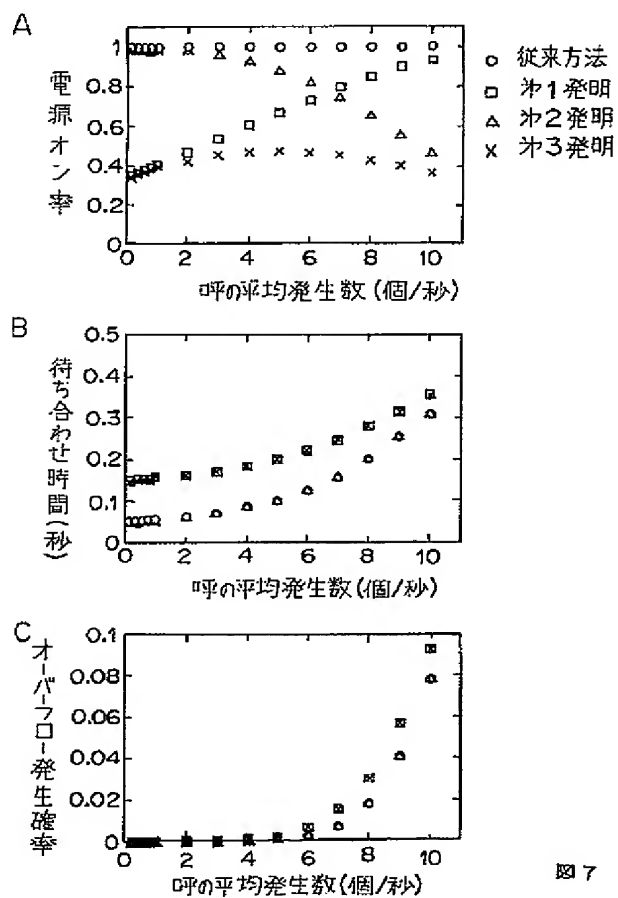 A
電源オン率
1
0.8
0.6
0.4
0.2
0
0 2 4 6 8 10
呼の平均発生数(個/秒)
従来方法
第1発明
第2発明
第3発明
B
待ち合わせ時間(秒)
0.5
0.4
0.3
0.2
0.1
0
0 2 4 6 8 10
呼の平均発生数(個/秒)
C
オーバーフロー発生確率
0.1
0.08
0.06
0.04
0.02
0
0 2 4 6 8 10
呼の平均発生数(個/秒)
図7